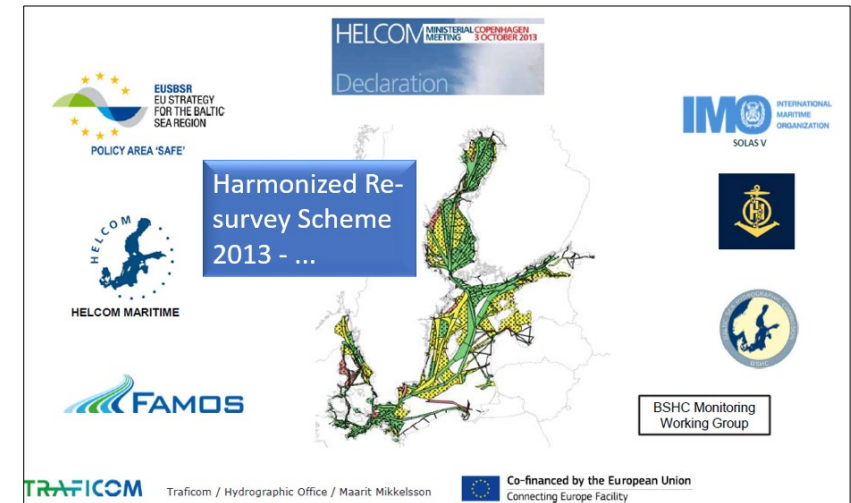 HELCOM MINISTERIAL COPENHAGEN
MEETING 3 OCTOBER 2013
Declaration
EUSBSR
EU STRATEGY
FOR THE BALTIC
SEA REGION
POLICY AREA 'SAFE'
IMO INTERNATIONAL
MARITIME
ORGANIZATION
SOLAS V
Harmonized Re-
survey Scheme
2013 - ...
HELCOM
HELCOM MARITIME
BSHC
FAMOS
BSHC Monitoring
Working Group
TRAFICOM Traficom / Hydrographic Office / Maarit Mikkelsson
Co-financed by the European Union
Connecting Europe Facility